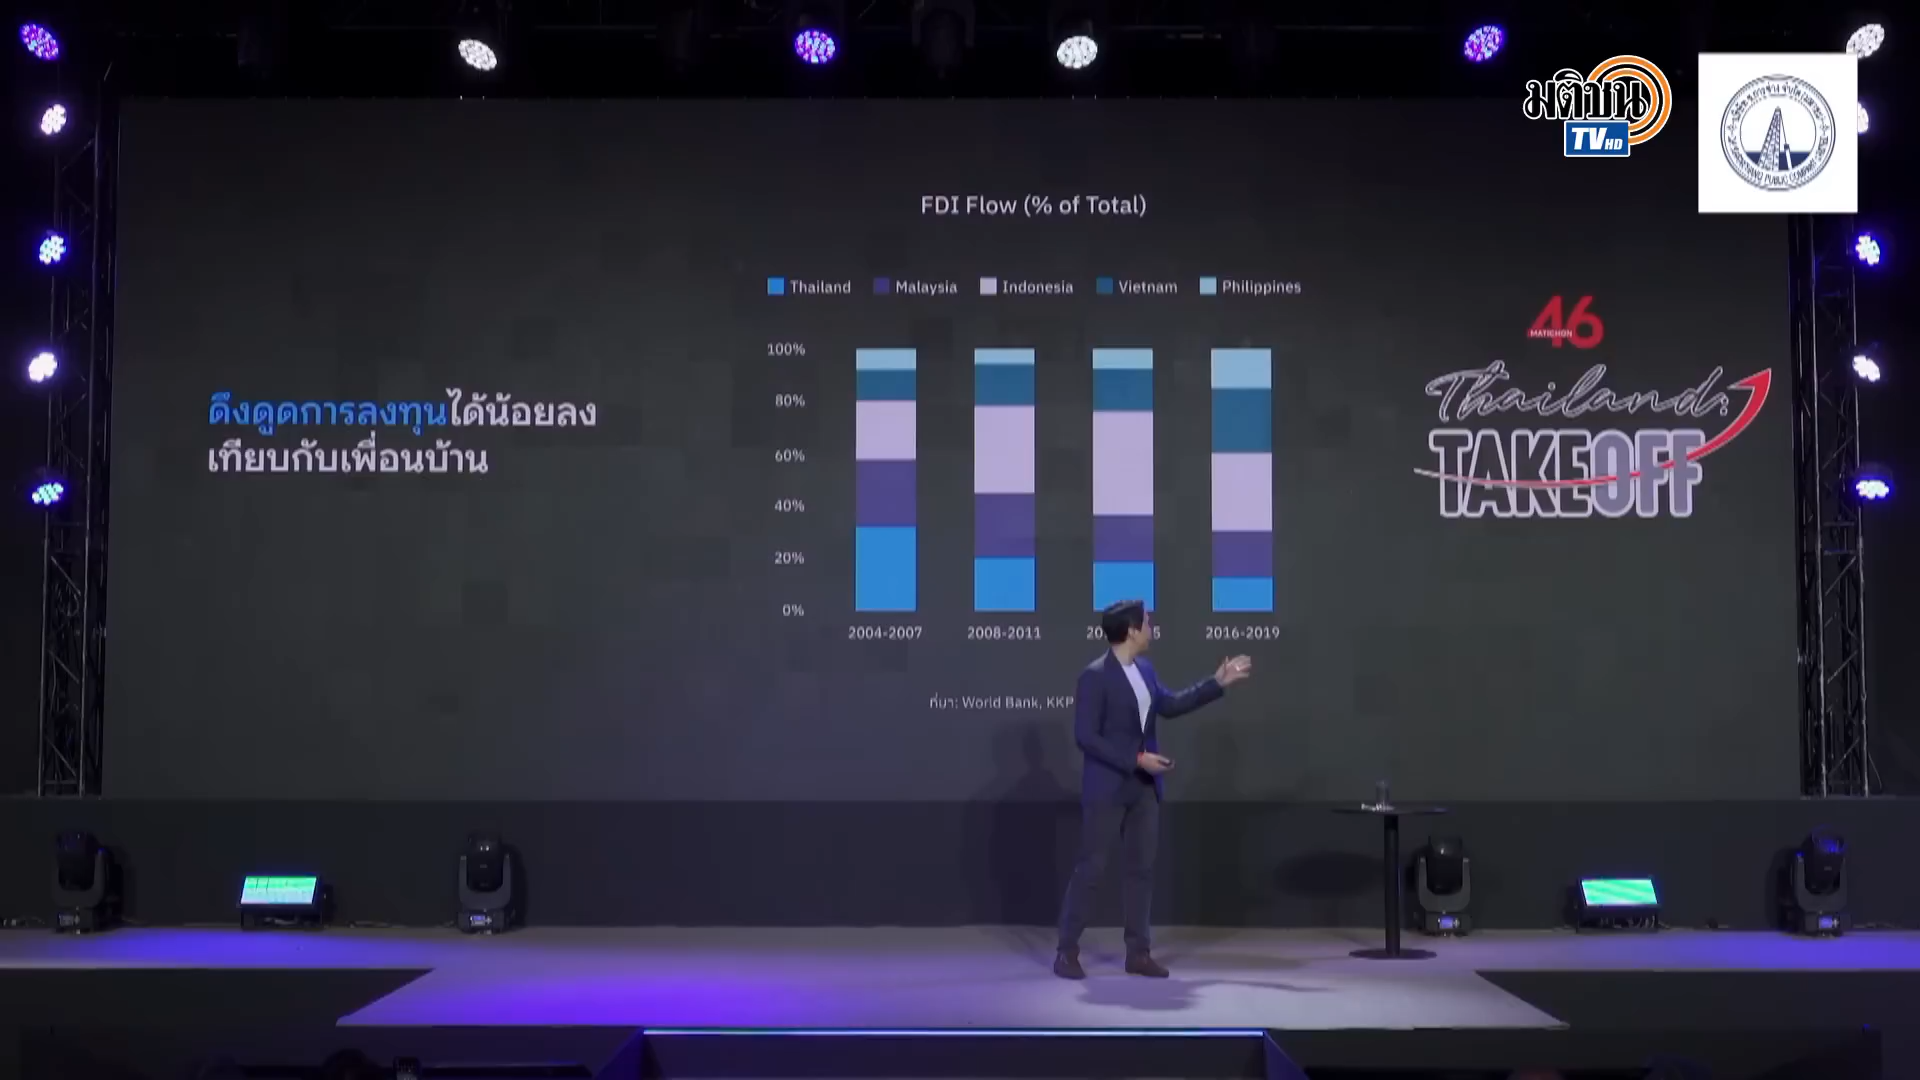 มติชน
TV HD
FDI Flow (% of Total)
Thailand Malaysia Indonesia Vietnam Philippines
46
MATICHON
Thailand:
TAKEOFF
ดึงดูดการลงทุนได้น้อยลง
เทียบกับเพื่อนบ้าน
100%
80%
60%
40%
20%
0%
2004-2007 2008-2011 2016-2019
ที่มา: World Bank, KKP